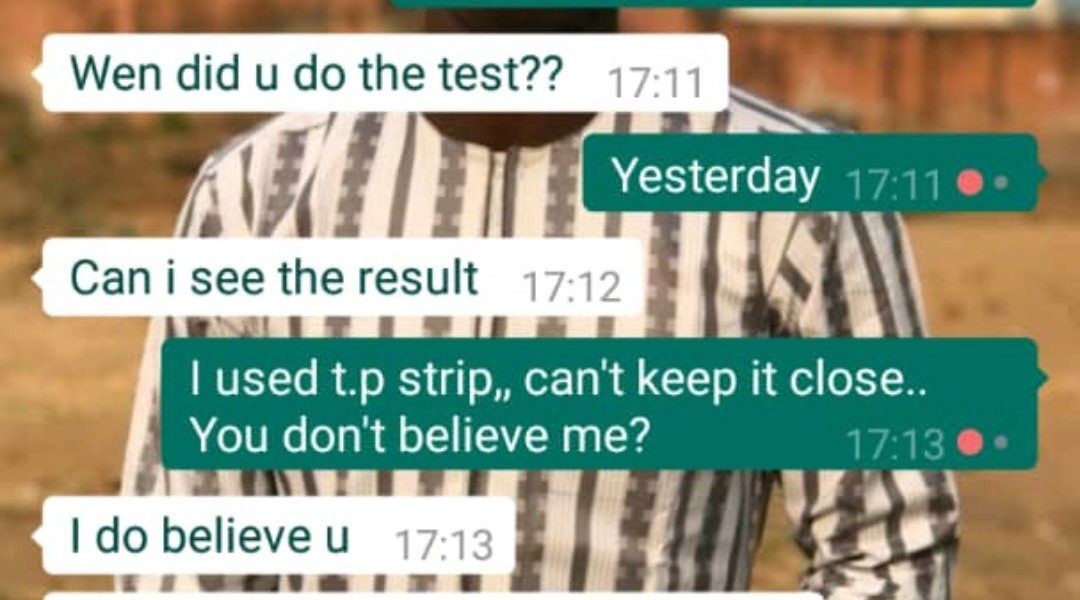 Wen did u do the test?? 17:11
Yesterday 17:11
Can i see the result 17:12
I used t.p strip,, can't keep it close..
You don't believe me? 17:13
I do believe u 17:13